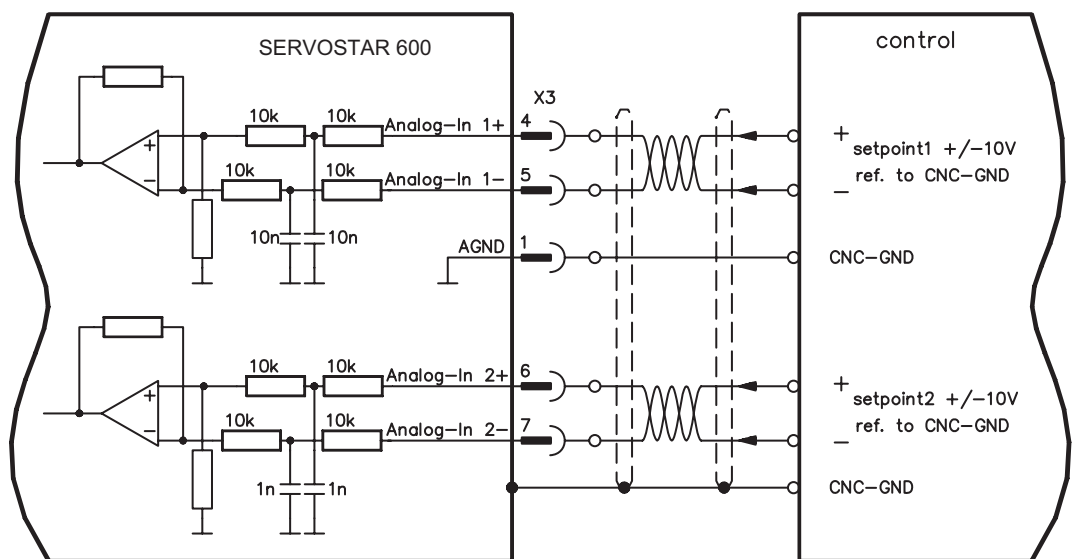 SERVOSTAR 600
control
X3
10k
10k
Analog-In 1+
4
+
+
setpoint1 +/-10V
ref. to CNC-GND
−
10k
10k
Analog-In 1−
5
−
10n
10n
AGND
1
CNC-GND
10k
10k
Analog-In 2+
6
+
+
setpoint2 +/-10V
ref. to CNC-GND
−
10k
10k
Analog-In 2−
7
−
1n
1n
CNC-GND